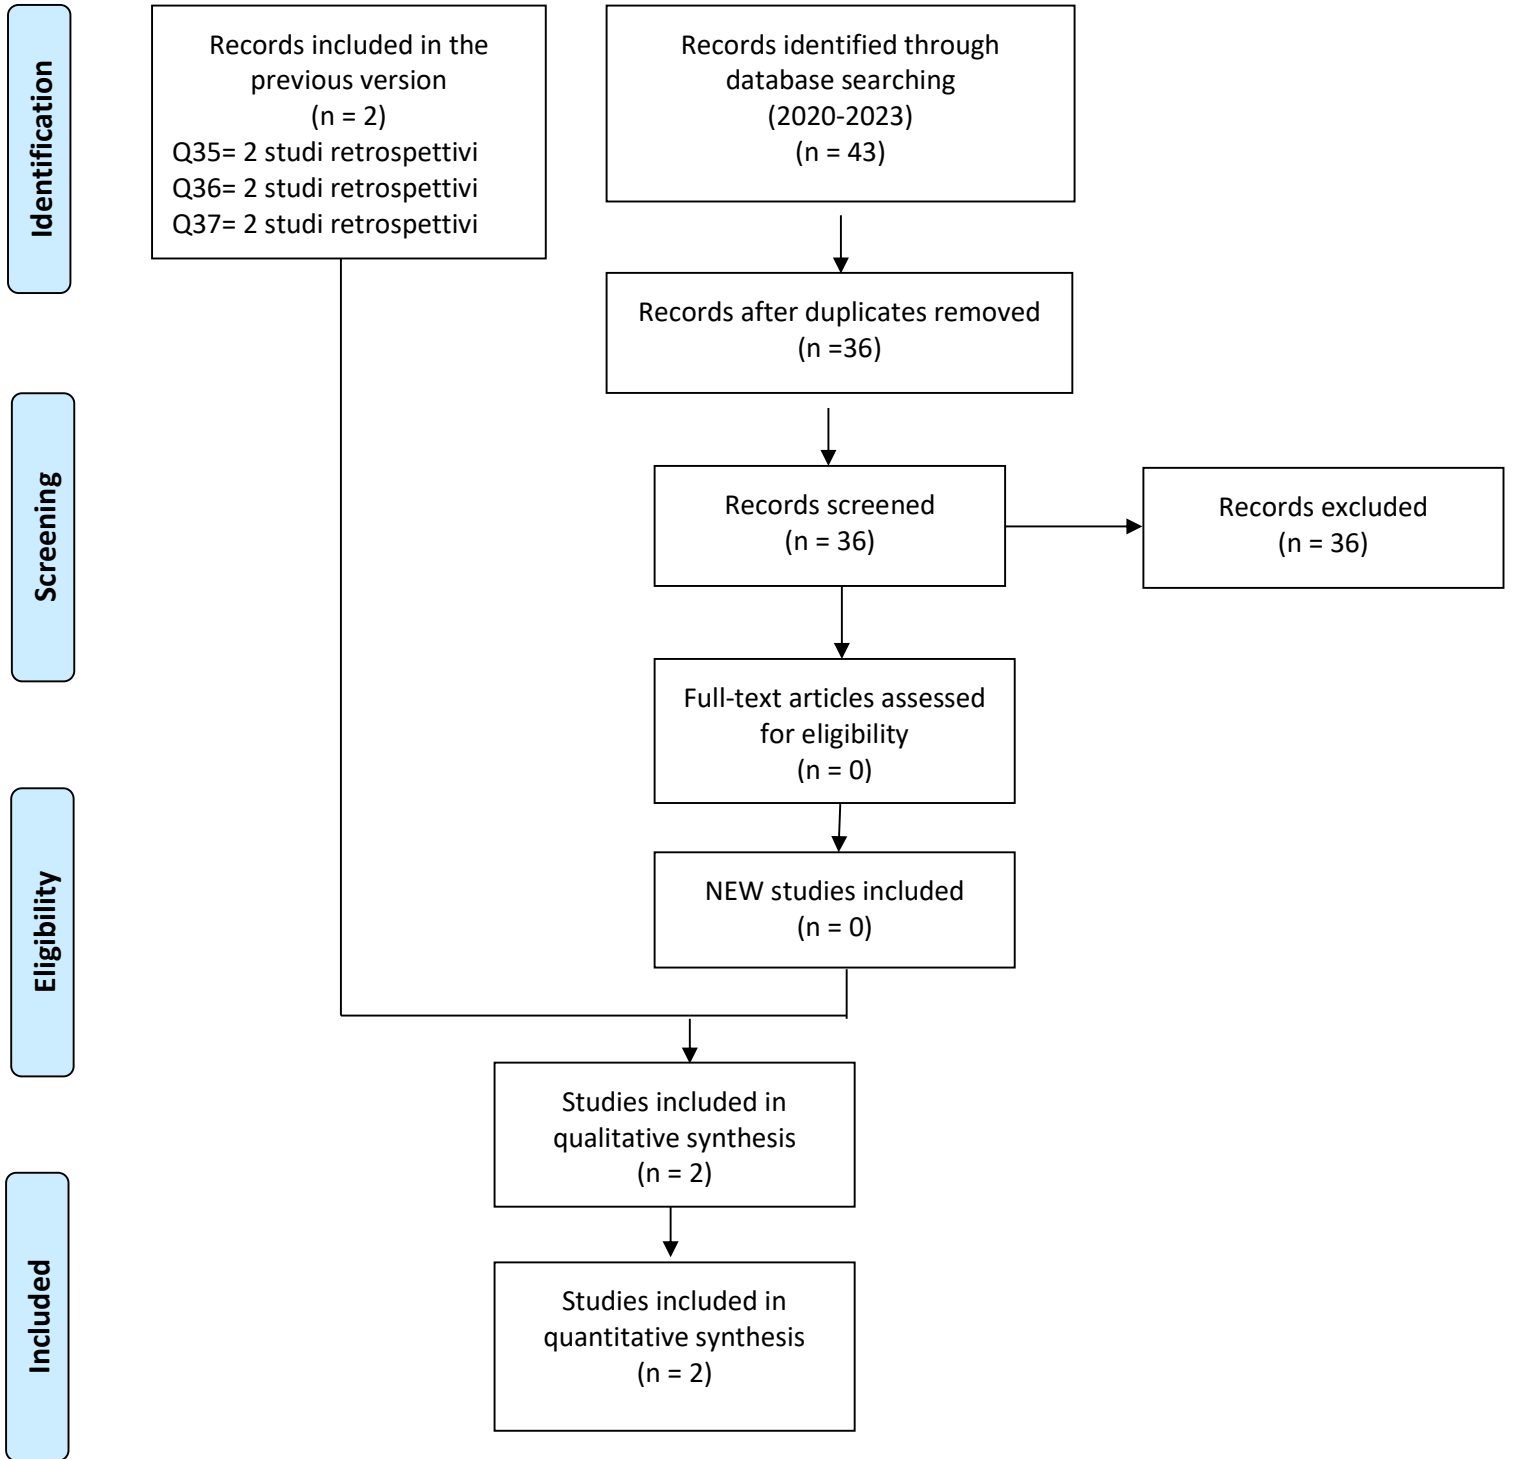 Identification
Records included in the
previous version
(n = 2)
Q35= 2 studi retrospettivi
Q36= 2 studi retrospettivi
Q37= 2 studi retrospettivi
Records identified through
database searching
(2020-2023)
(n = 43)
Records after duplicates removed
(n =36)
Screening
Records screened
(n = 36)
Records excluded
(n = 36)
Full-text articles assessed
for eligibility
(n = 0)
Eligibility
NEW studies included
(n = 0)
Studies included in
qualitative synthesis
(n = 2)
Included
Studies included in
quantitative synthesis
(n = 2)